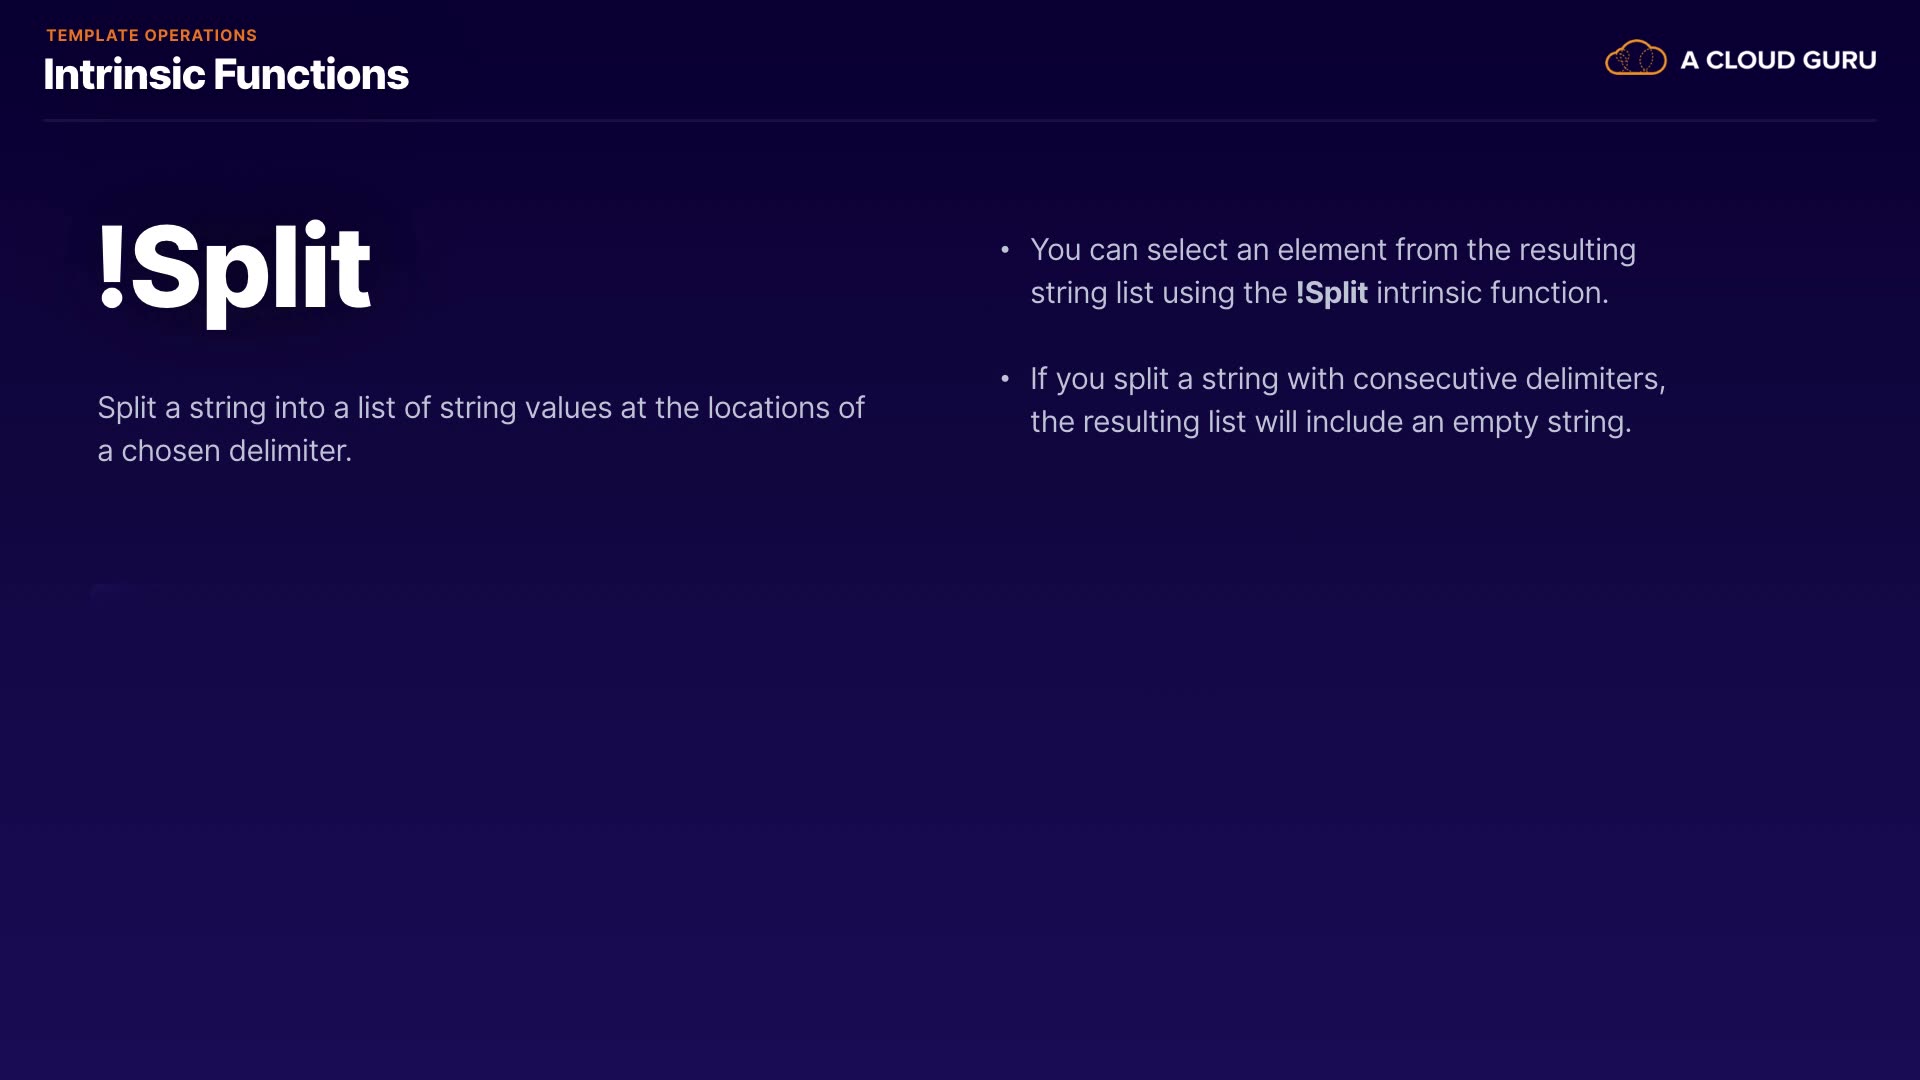 TEMPLATE OPERATIONS
Intrinsic Functions
A CLOUD GURU
!Split
Split a string into a list of string values at the locations of
a chosen delimiter.
• You can select an element from the resulting
string list using the !Split intrinsic function.
• If you split a string with consecutive delimiters,
the resulting list will include an empty string.